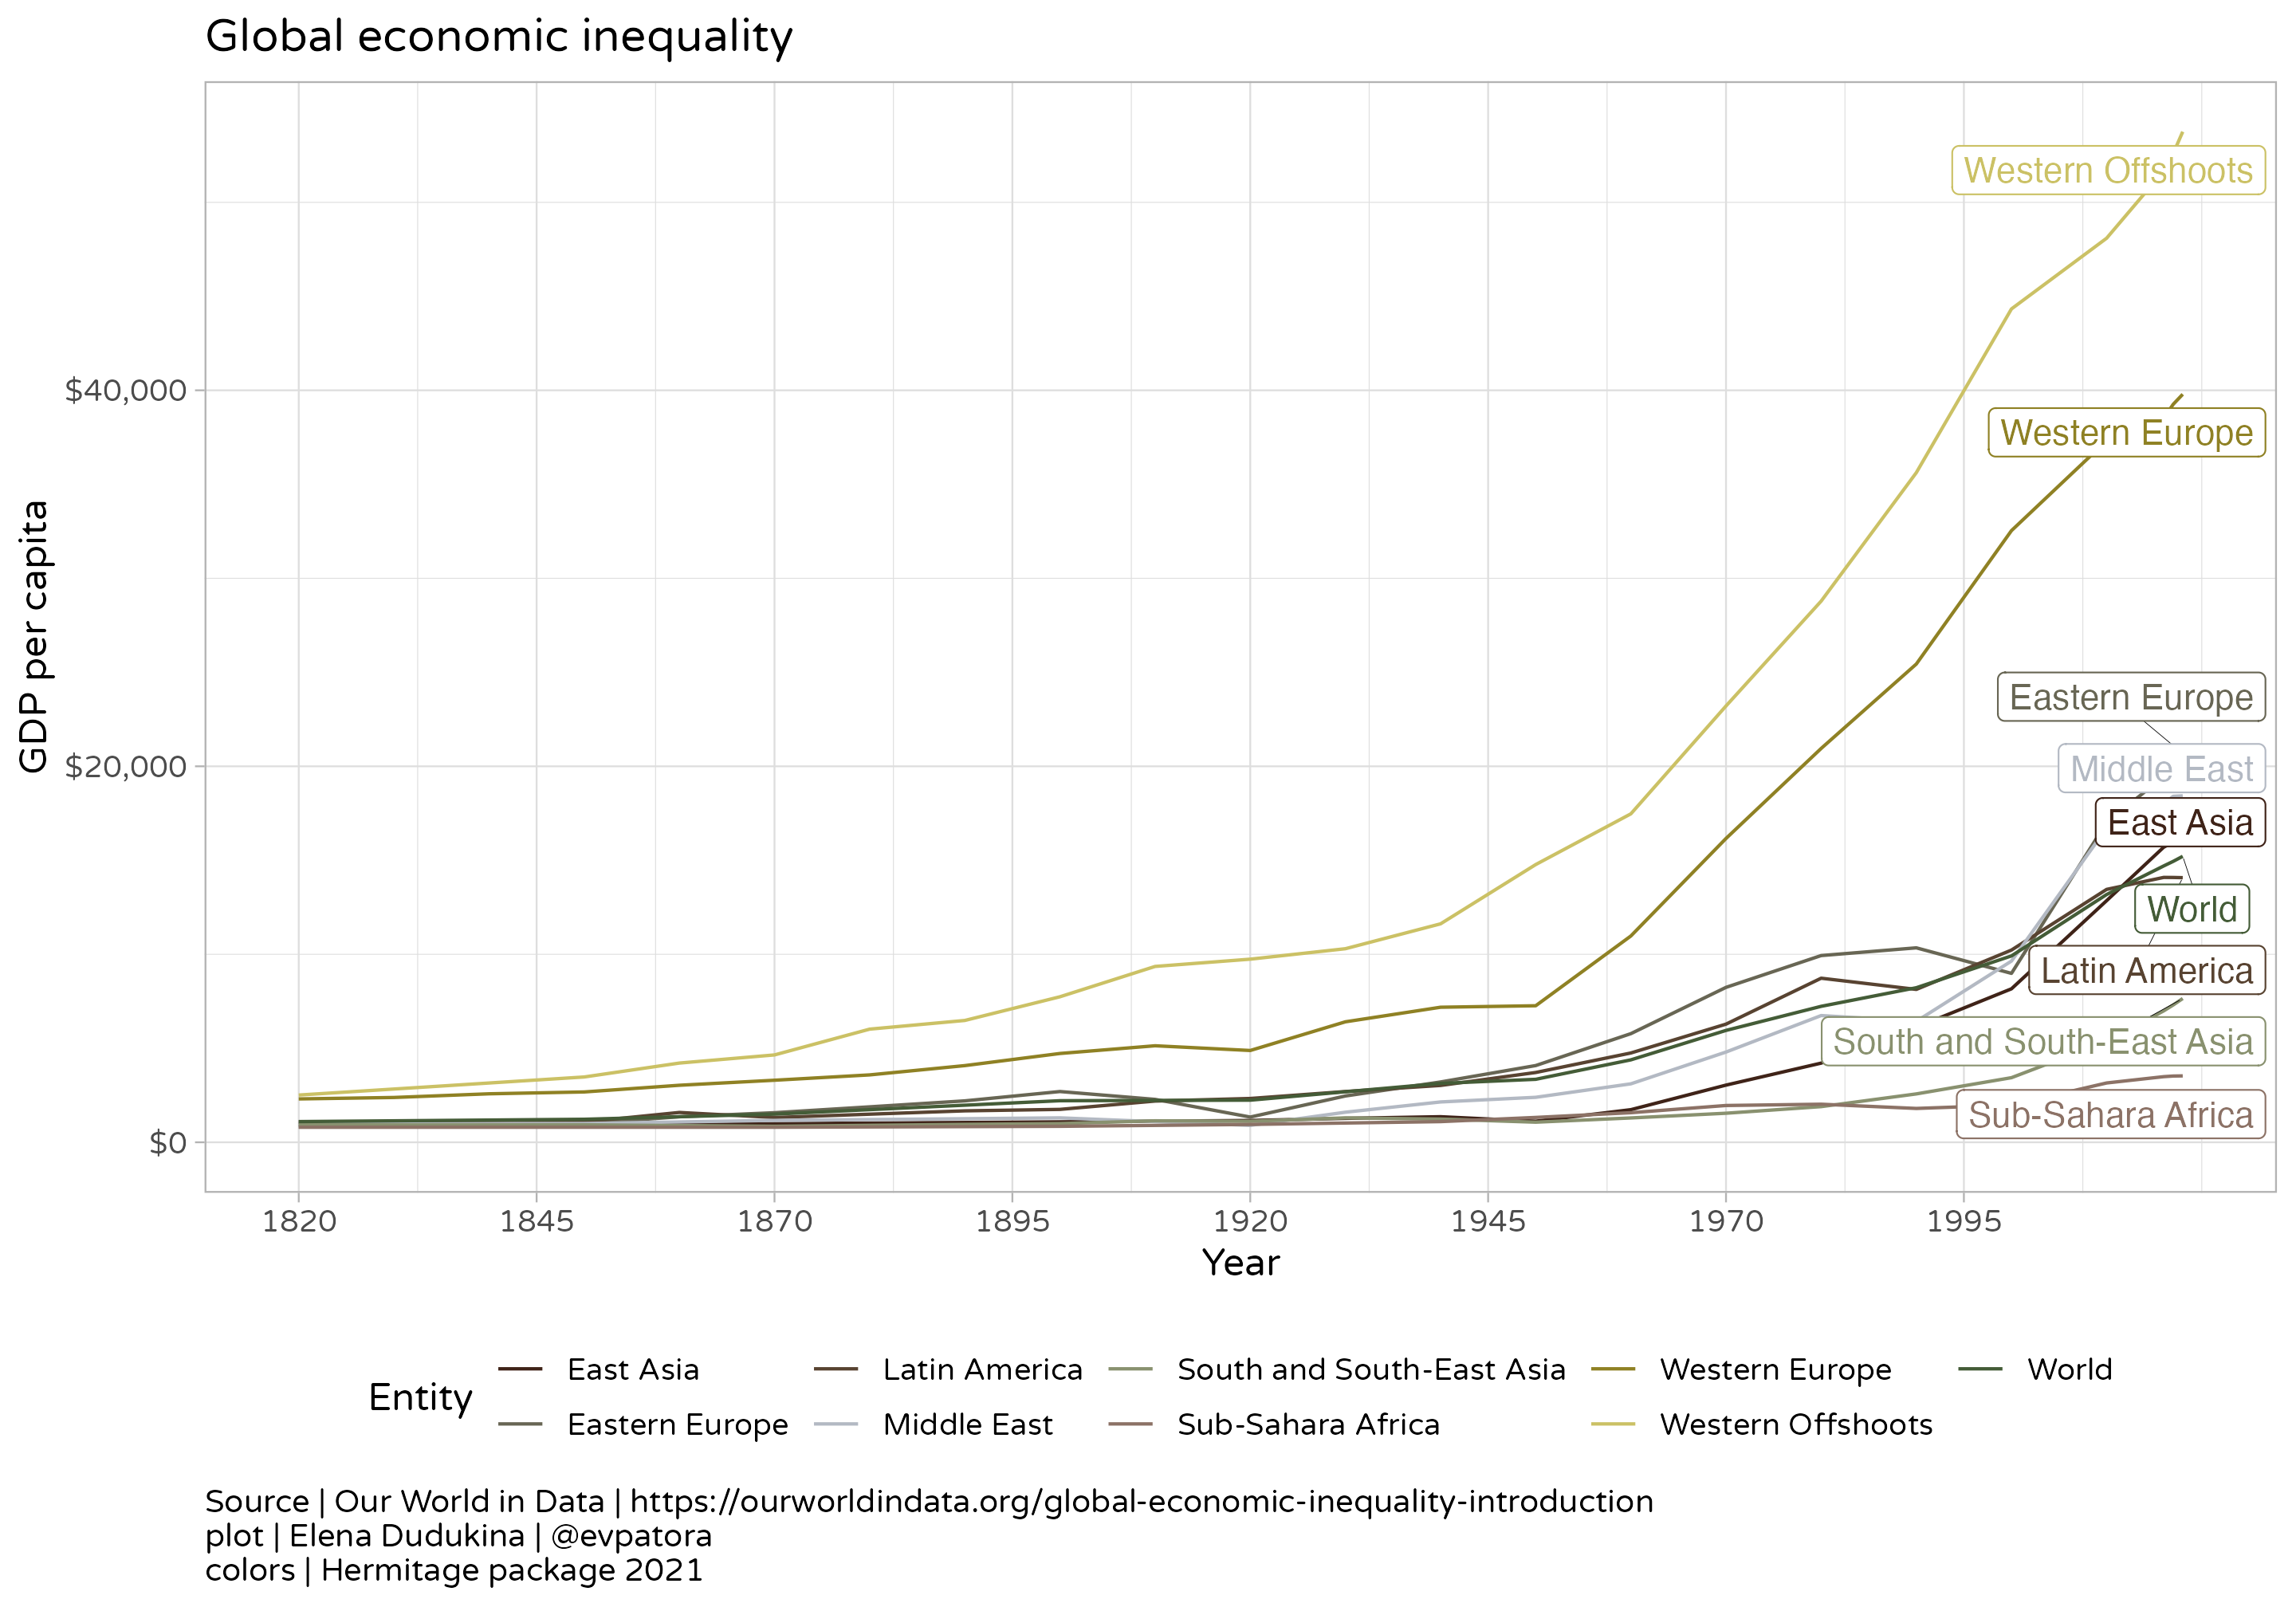 Global economic inequality
Western Offshoots
$40,000
Western Europe
GDP per capita
Eastern Europe
$20,000
Middle East
East Asia
World
Latin America
South and South-East Asia
Sub-Sahara Africa
$0
1820 1845 1870 1895 1920 1945 1970 1995
Year
Entity
East Asia Latin America South and South-East Asia Western Europe World
Eastern Europe Middle East Sub-Sahara Africa Western Offshoots
Source | Our World in Data | https://ourworldindata.org/global-economic-inequality-introduction
plot | Elena Dudukina | @evpatora
colors | Hermitage package 2021